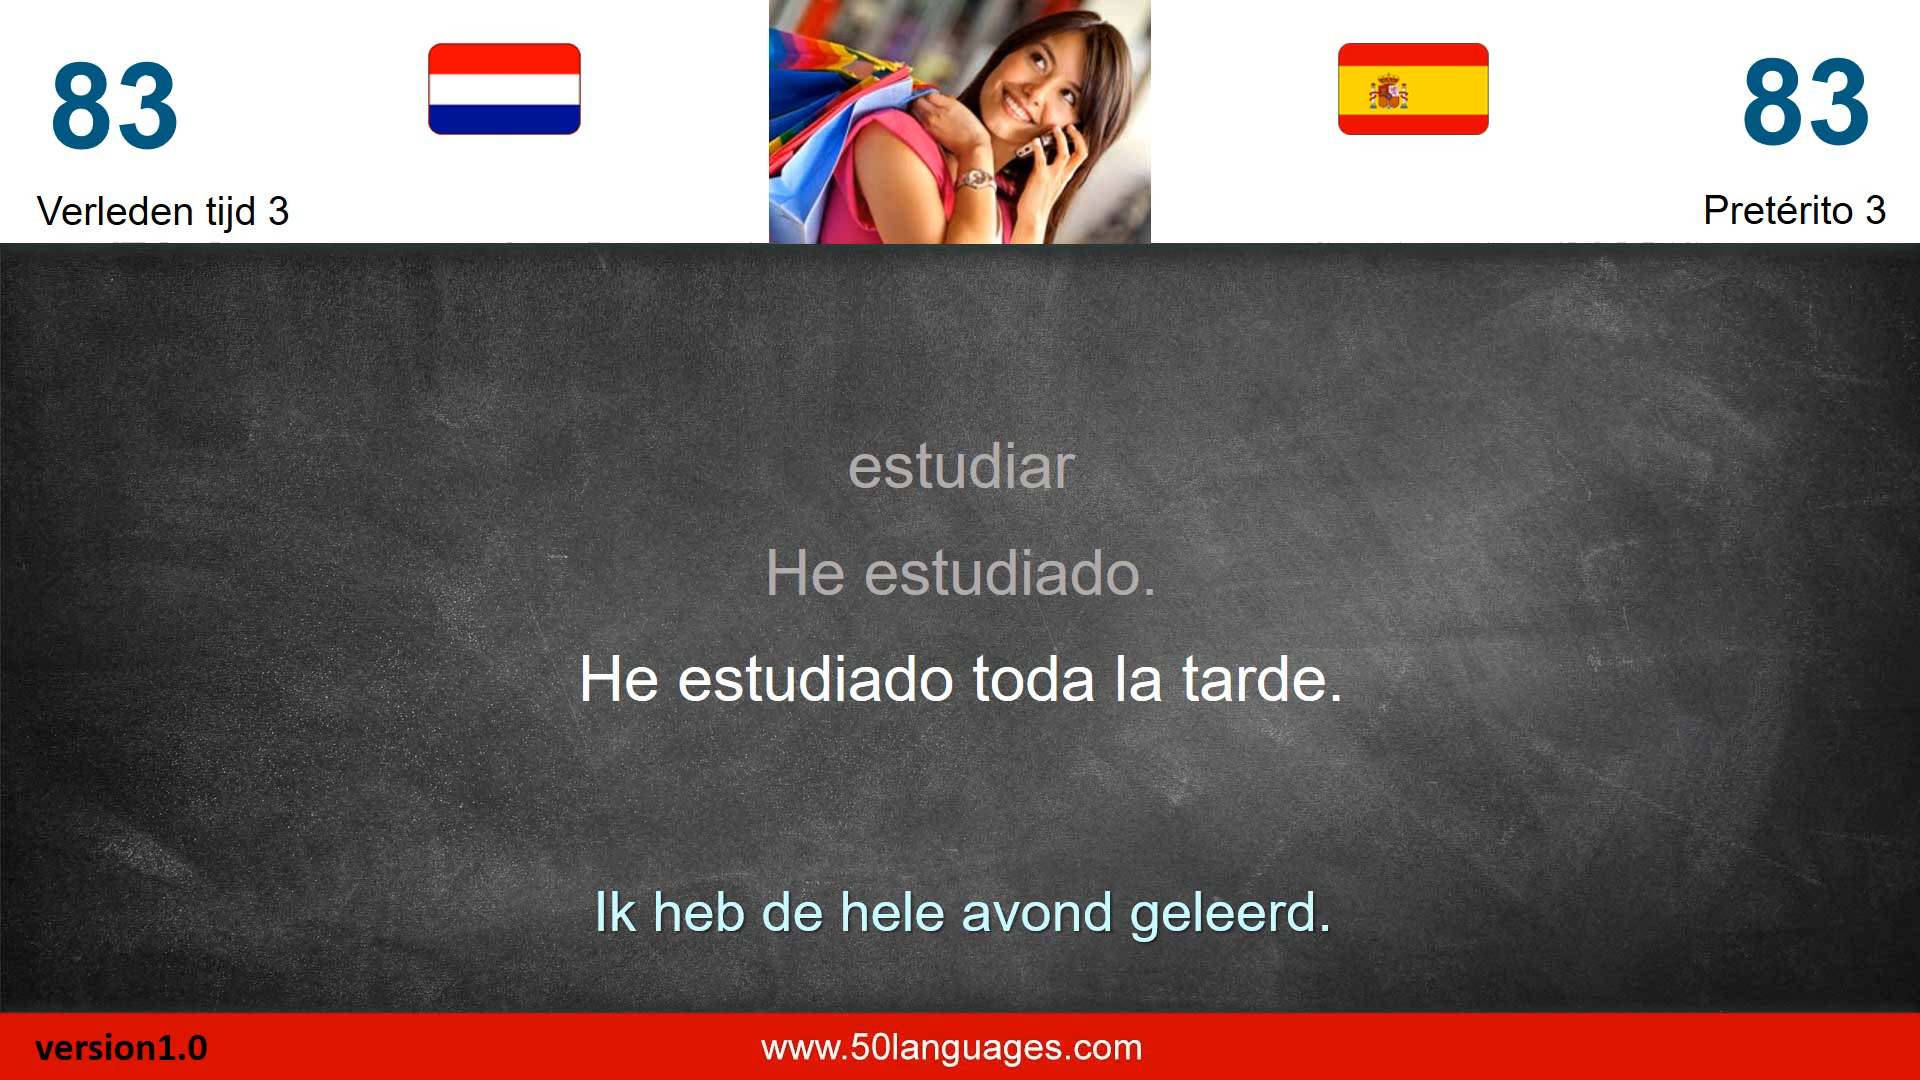 83
83
Verleden tijd 3
Pretérito 3
estudiar
He estudiado.
He estudiado toda la tarde.
Ik heb de hele avond geleerd.
version1.0
www.50languages.com